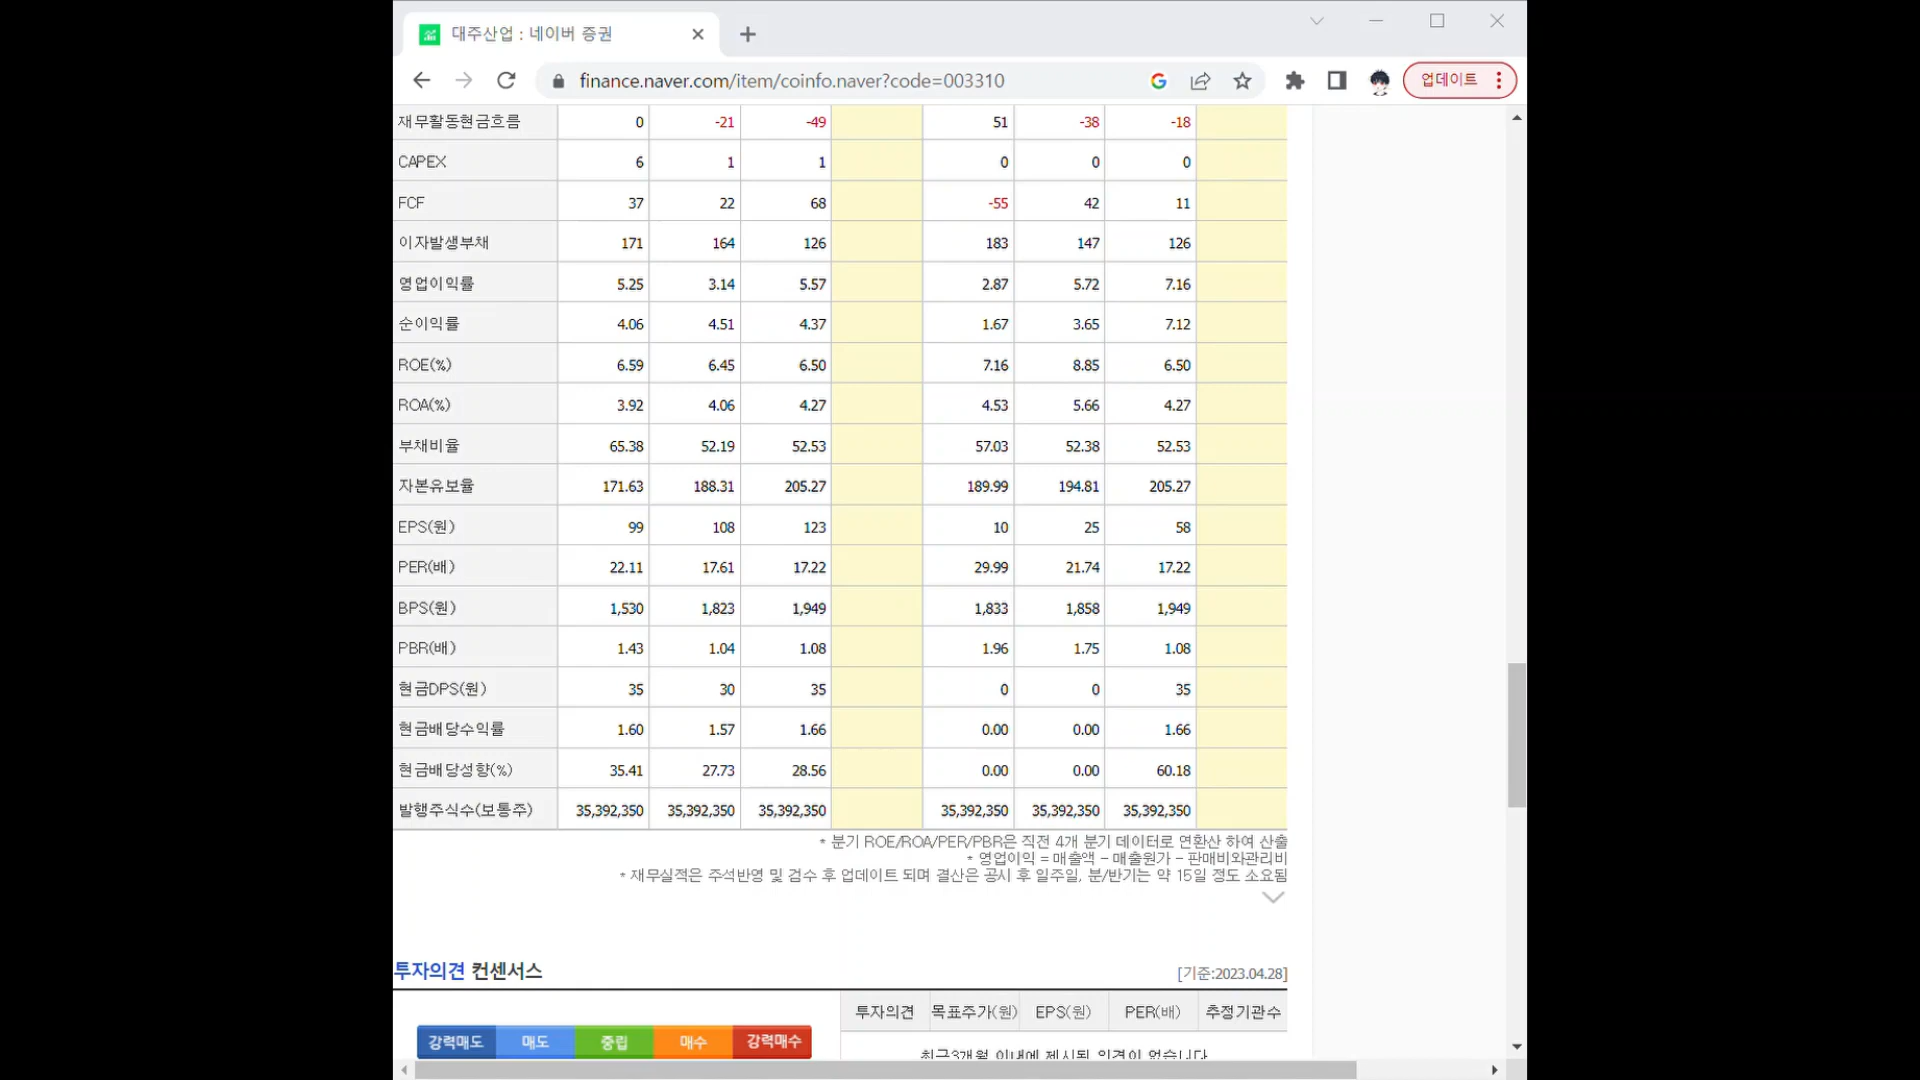 대주산업 : 네이버 증권
finance.naver.com/item/coinfo.naver?code=003310
업데이트
재무활동현금흐름 0 -21 -49 51 -38 -18
CAPEX 6 1 1 0 0 0
FCF 37 22 68 -55 42 11
이자발생부채 171 164 126 183 147 126
영업이익률 5.25 3.14 5.57 2.87 5.72 7.16
순이익률 4.06 4.51 4.37 1.67 3.65 7.12
ROE(%) 6.59 6.45 6.50 7.16 8.85 6.50
ROA(%) 3.92 4.06 4.27 4.53 5.66 4.27
부채비율 65.38 52.19 52.53 57.03 52.38 52.53
자본유보율 171.63 188.31 205.27 189.99 194.81 205.27
EPS(원) 99 108 123 10 25 58
PER(배) 22.11 17.61 17.22 29.99 21.74 17.22
BPS(원) 1,530 1,823 1,949 1,833 1,858 1,949
PBR(배) 1.43 1.04 1.08 1.96 1.75 1.08
현금DPS(원) 35 30 35 0 0 35
현금배당수익률 1.60 1.57 1.66 0.00 0.00 1.66
현금배당성향(%) 35.41 27.73 28.56 0.00 0.00 60.18
발행주식수(보통주) 35,392,350 35,392,350 35,392,350 35,392,350 35,392,350 35,392,350
* 분기 ROE/ROA/PER/PBR은 직전 4개 분기 데이터로 연환산 하여 산출
* 영업이익 = 매출액 - 매출원가 - 판매비와관리비
* 재무실적은 주석반영 및 검수 후 업데이트 되며 결산은 공시 후 일주일, 분/반기는 약 15일 정도 소요됨
투자의견 컨센서스 [기준:2023.04.28]
투자의견 목표주가(원) EPS(원) PER(배) 추정기관수
강력매도 매도 중립 매수 강력매수
최근3개월 이내에 제시된 의견이 없습니다